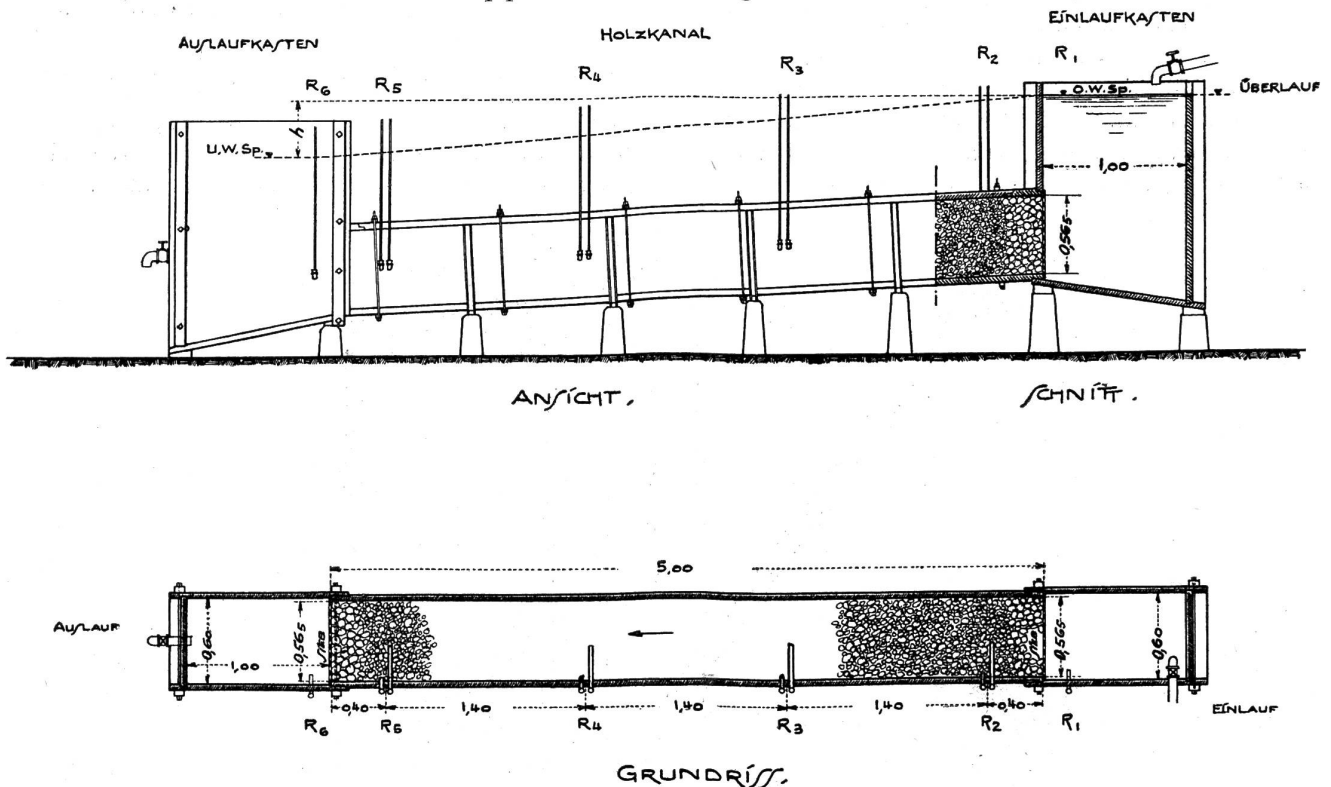 AUSLAUFKASTEN
HOLZKANAL
EINLAUFKASTEN
R6
R5
R4
R3
R2
R1
O.W.Sp.
ÜBERLAUF
h
U.W.Sp.
1,00
0,565
ANSICHT.
SCHNITT.
5,00
AUSLAUF
0,60
0,565
1,00
0,565
0,60
0,40
1,40
1,40
1,40
0,40
R6
R5
R4
R3
R2
R1
EINLAUF
GRUNDRISS.